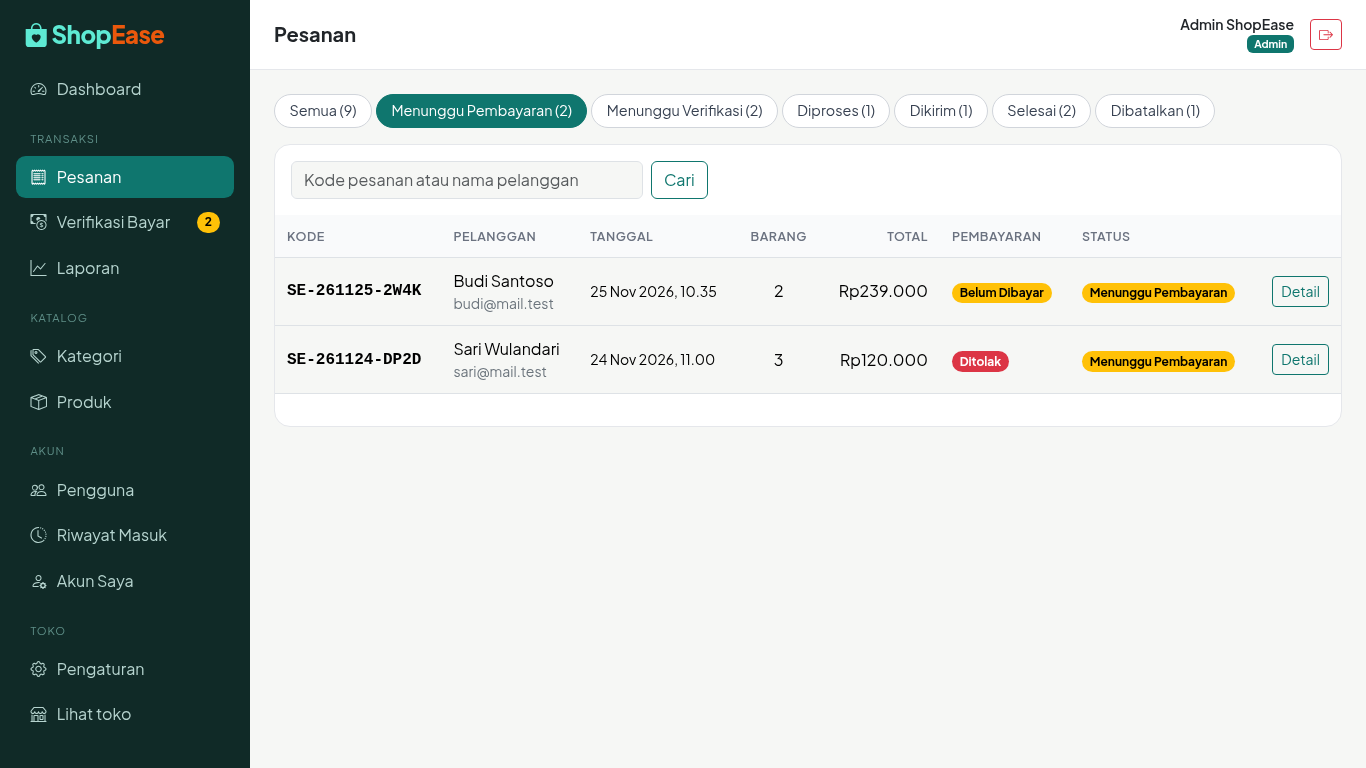 ShopEase
Dashboard
TRANSAKSI
Pesanan
Verifikasi Bayar 2
Laporan
KATALOG
Kategori
Produk
AKUN
Pengguna
Riwayat Masuk
Akun Saya
TOKO
Pengaturan
Lihat toko
Pesanan
Admin ShopEase
Admin
Semua (9) Menunggu Pembayaran (2) Menunggu Verifikasi (2) Diproses (1) Dikirim (1) Selesai (2) Dibatalkan (1)
Kode pesanan atau nama pelanggan Cari
KODE PELANGGAN TANGGAL BARANG TOTAL PEMBAYARAN STATUS
SE-261125-2W4K Budi Santoso 25 Nov 2026, 10.35 2 Rp239.000 Belum Dibayar Menunggu Pembayaran Detail
budi@mail.test
SE-261124-DP2D Sari Wulandari 24 Nov 2026, 11.00 3 Rp120.000 Ditolak Menunggu Pembayaran Detail
sari@mail.test